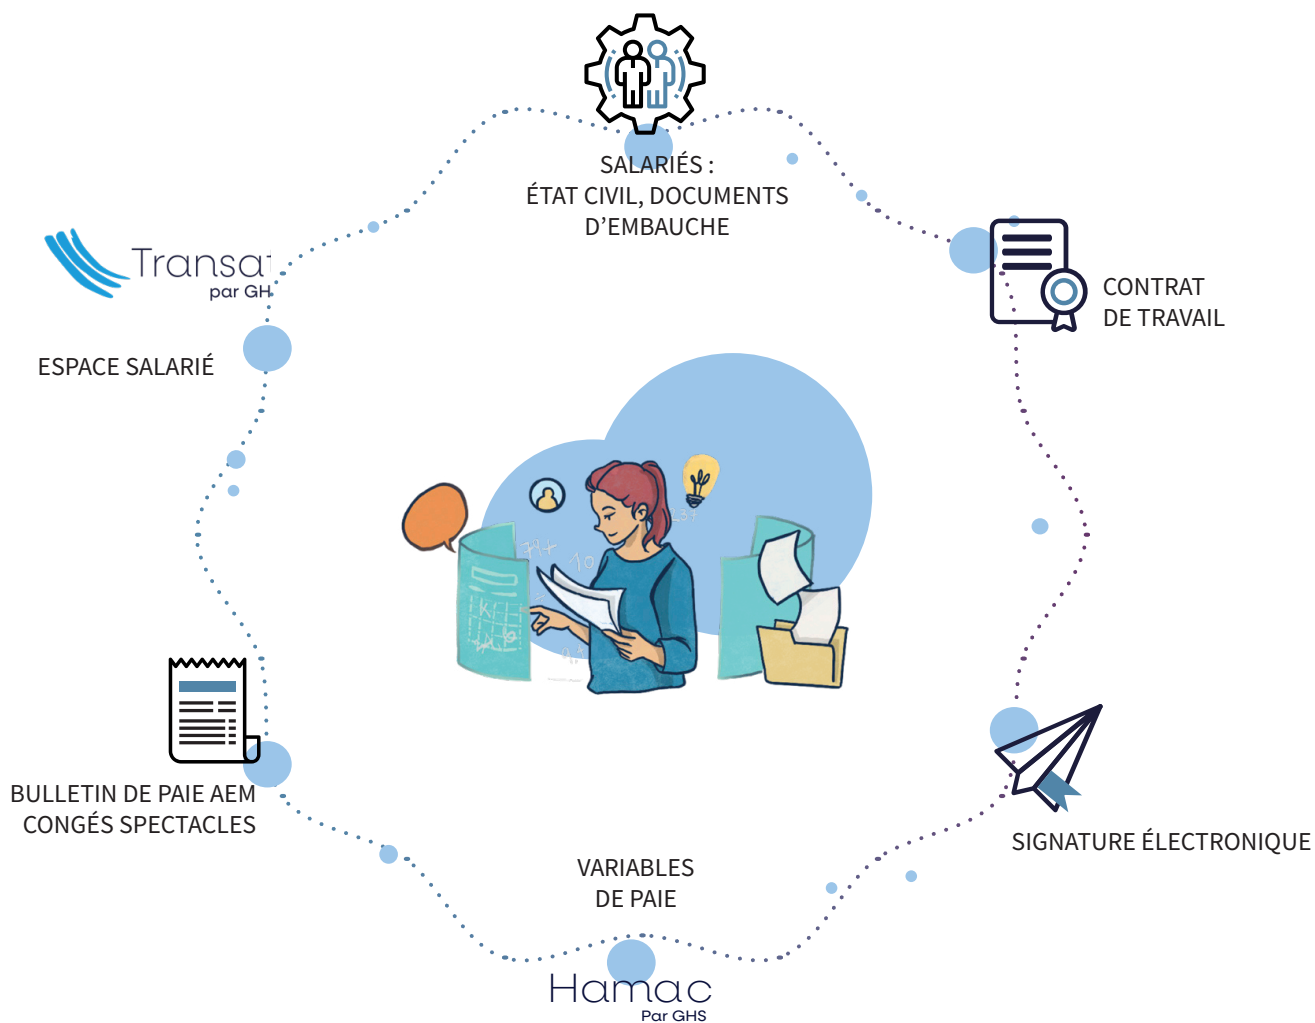 SALARIÉS :
ÉTAT CIVIL, DOCUMENTS
D’EMBAUCHE
CONTRAT
DE TRAVAIL
SIGNATURE ÉLECTRONIQUE
VARIABLES
DE PAIE
Hamac
Par GHS
BULLETIN DE PAIE AEM
CONGÉS SPECTACLES
Transat
par GH
ESPACE SALARIÉ